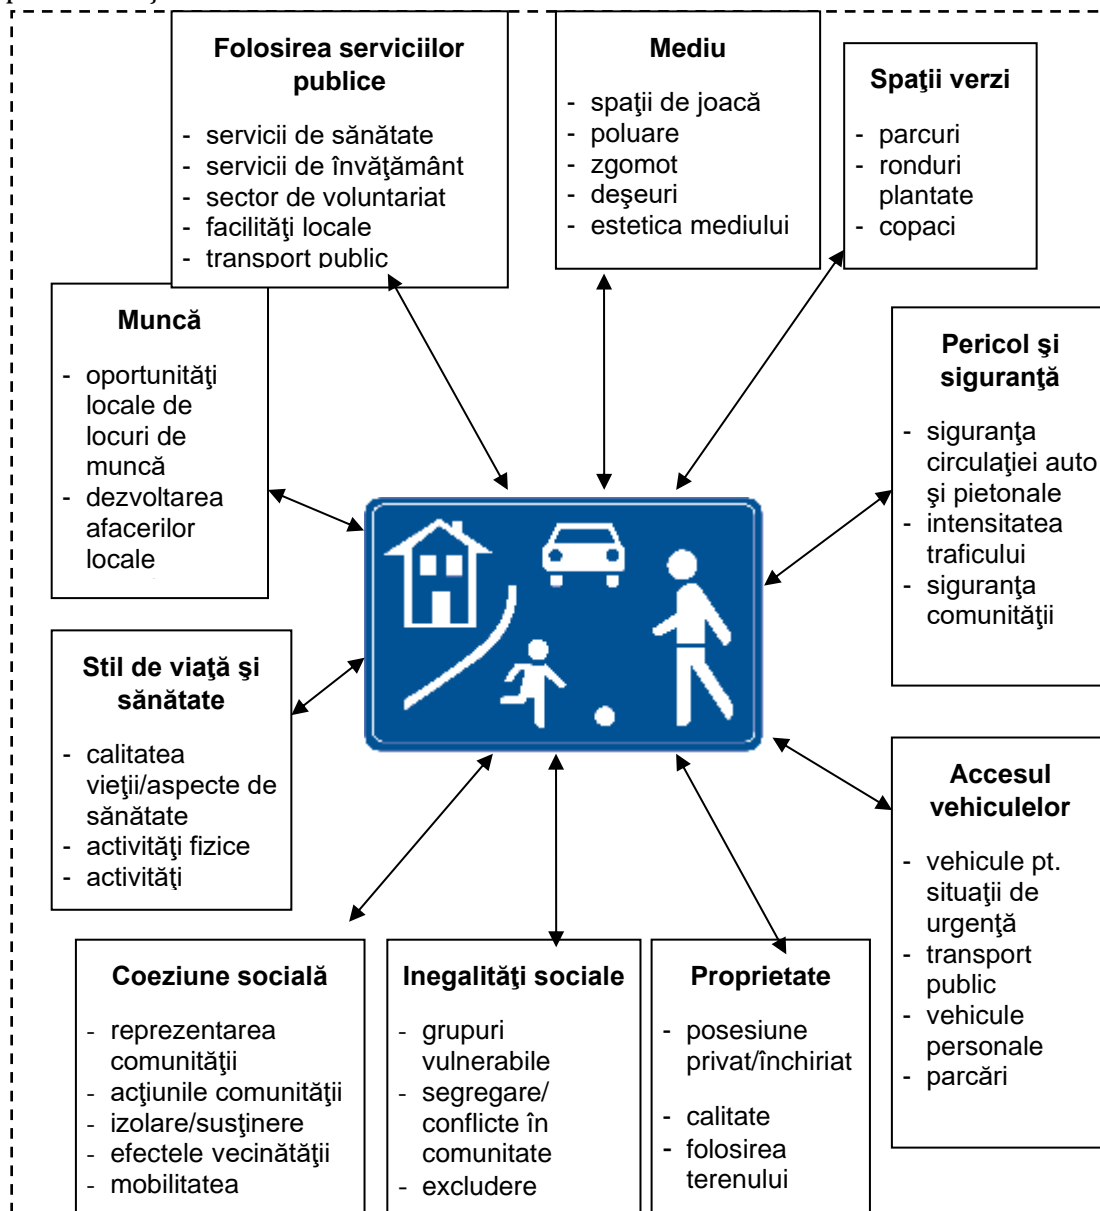 Folosirea serviciilor
publice
- servicii de sănătate
- servicii de învăţământ
- sector de voluntariat
- facilităţi locale
- transport public
Mediu
- spaţii de joacă
- poluare
- zgomot
- deşeuri
- estetica mediului
Spaţii verzi
- parcuri
- ronduri
plantate
- copaci
Muncă
- oportunităţi
locale de
locuri de
muncă
- dezvoltarea
afacerilor
locale
Pericol şi
siguranţă
- siguranţa
circulaţiei auto
şi pietonale
- intensitatea
traficului
- siguranţa
comunităţii
Stil de viaţă şi
sănătate
- calitatea
vieţii/aspecte de
sănătate
- activităţi fizice
- activităţi
Accesul
vehiculelor
- vehicule pt.
situaţii de
urgenţă
- transport
public
- vehicule
personale
- parcări
Coeziune socială
- reprezentarea
comunităţii
- acţiunile comunităţii
- izolare/susţinere
- efectele vecinătăţii
- mobilitatea
Inegalităţi sociale
- grupuri
vulnerabile
- segregare/
conflicte în
comunitate
- excludere
Proprietate
- posesiune
privat/închiriat
- calitate
- folosirea
terenului